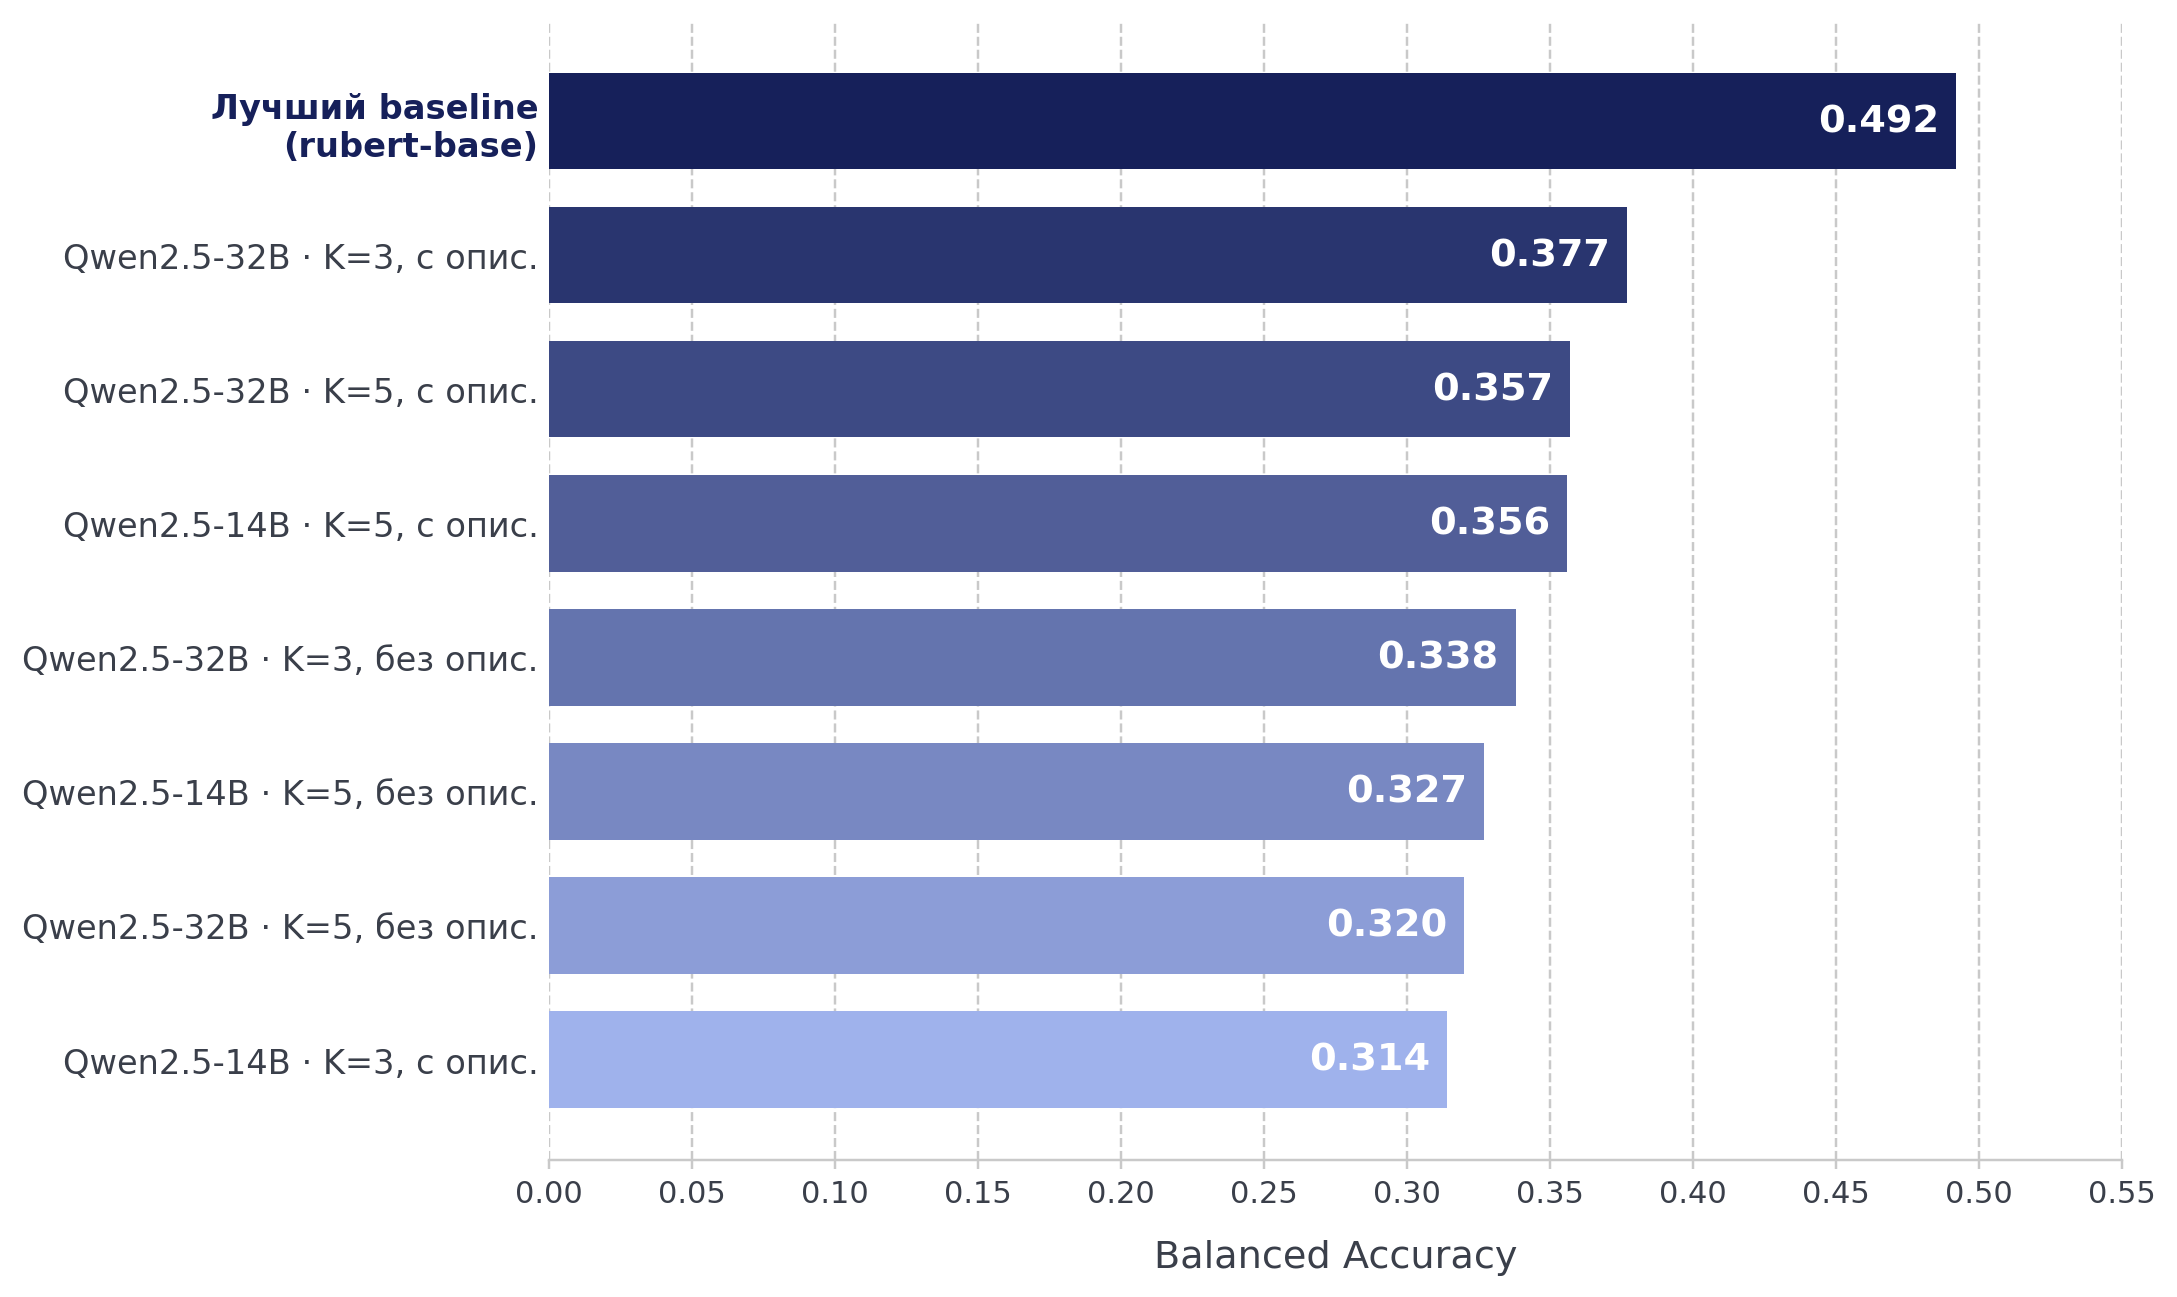 Лучший baseline
(rubert-base)
0.492
Qwen2.5-32B · K=3, с опис.
0.377
Qwen2.5-32B · K=5, с опис.
0.357
Qwen2.5-14B · K=5, с опис.
0.356
Qwen2.5-32B · K=3, без опис.
0.338
Qwen2.5-14B · K=5, без опис.
0.327
Qwen2.5-32B · K=5, без опис.
0.320
Qwen2.5-14B · K=3, с опис.
0.314
0.00 0.05 0.10 0.15 0.20 0.25 0.30 0.35 0.40 0.45 0.50 0.55
Balanced Accuracy